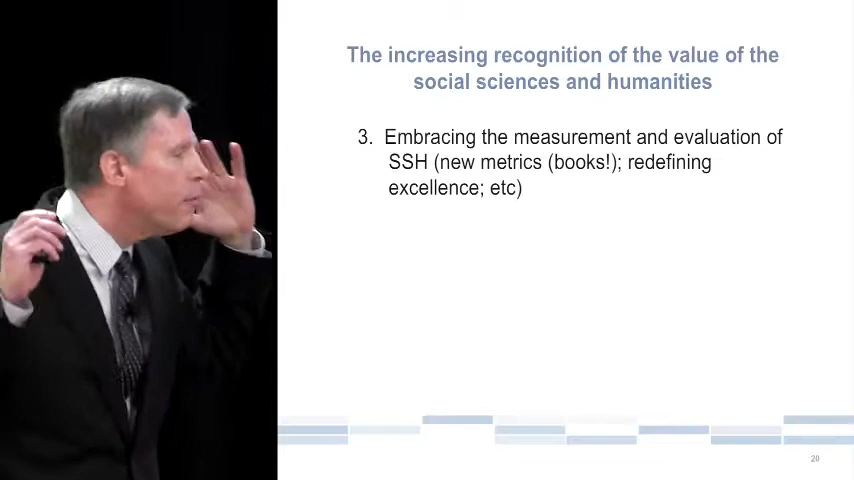 The increasing recognition of the value of the
social sciences and humanities
3. Embracing the measurement and evaluation of
SSH (new metrics (books!); redefining
excellence; etc)
20